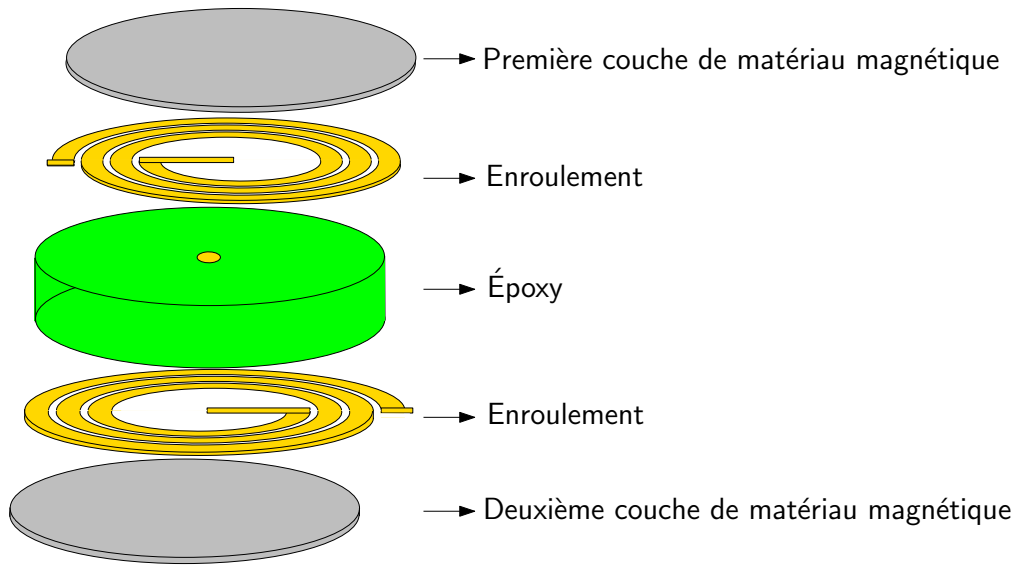 Première couche de matériau magnétique
Enroulement
Époxy
Enroulement
Deuxième couche de matériau magnétique